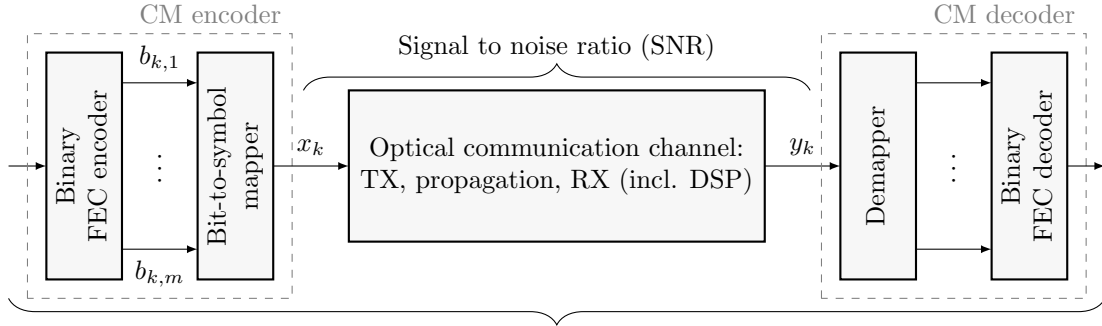 CM encoder
CM decoder
Signal to noise ratio (SNR)
b_{k,1}
Binary
FEC encoder
⋮
Bit-to-symbol
mapper
b_{k,m}
x_k
Optical communication channel:
TX, propagation, RX (incl. DSP)
y_k
Demapper
⋮
Binary
FEC decoder